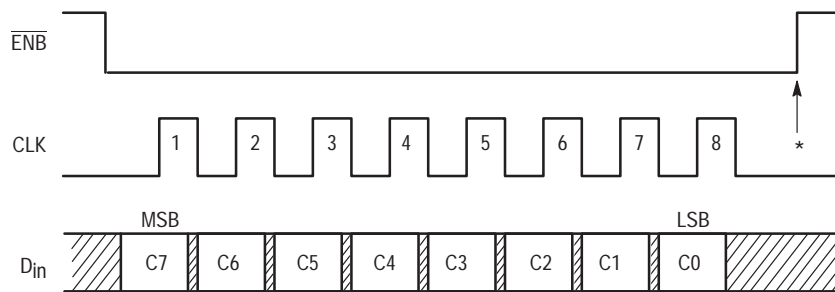 ENB
CLK 1 2 3 4 5 6 7 8 *
MSB LSB
Din C7 C6 C5 C4 C3 C2 C1 C0